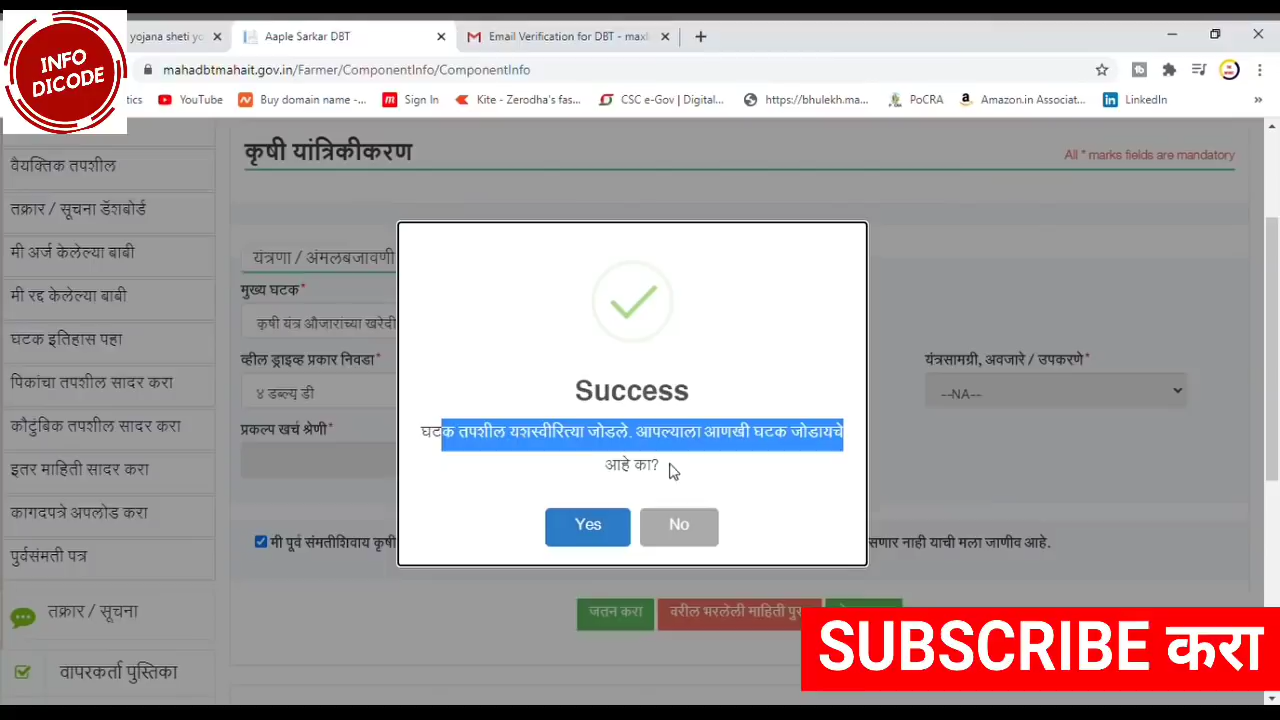 INFO
DICODE
yojana sheti yo
Aaple Sarkar DBT
Email Verification for DBT - maxl
mahadbtmahait.gov.in/Farmer/ComponentInfo/ComponentInfo
tics
YouTube
Buy domain name -...
Sign In
Kite - Zerodha's fas...
CSC e-Gov | Digital...
https://bhulekh.ma...
PoCRA
Amazon.in Associat...
LinkedIn
कृषी यांत्रिकीकरण
All * marks fields are mandatory
वैयक्तिक तपशील
तक्रार / सूचना डॅशबोर्ड
मी अर्ज केलेल्या बाबी
मी रद्द केलेल्या बाबी
घटक इतिहास पहा
पिकांचा तपशील सादर करा
कौटुंबिक तपशील सादर करा
इतर माहिती सादर करा
कागदपत्रे अपलोड करा
पुर्वसंमती पत्र
तक्रार / सूचना
वापरकर्ता पुस्तिका
यंत्रणा / अंमलबजावणी
मुख्य घटक*
कृषी यंत्र औजारांच्या खरेदी
व्हील ड्राइव्ह प्रकार निवडा*
यंत्रसामग्री, अवजारे / उपकरणे*
४ डब्ल्यु डी
--NA--
प्रकल्प खर्च श्रेणी*
Success
घटक तपशील यशस्वीरित्या जोडले. आपल्याला आणखी घटक जोडायचे
आहे का?
Yes
No
मी पूर्व संमतीशिवाय कृषी
सणार नाही याची मला जाणीव आहे.
जतन करा
वरील भरलेली माहिती पु
SUBSCRIBE करा